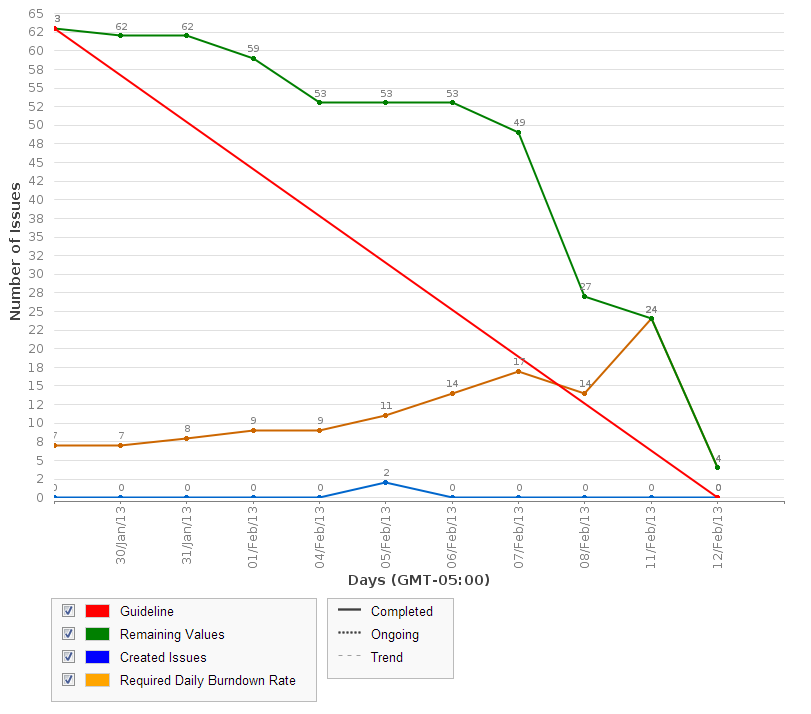 65
62
60
58
55
52
50
48
45
42
40
38
35
32
30
28
25
22
20
18
15
12
10
8
5
2
0
Number of Issues
3 62 62 59 53 53 53 49 27 24 4
7 7 8 9 9 11 14 17 14
0 0 0 0 0 2 0 0 0 0 0
30/Jan/13
31/Jan/13
01/Feb/13
04/Feb/13
05/Feb/13
06/Feb/13
07/Feb/13
08/Feb/13
11/Feb/13
12/Feb/13
Days (GMT-05:00)
Guideline
Remaining Values
Created Issues
Required Daily Burndown Rate
Completed
Ongoing
Trend